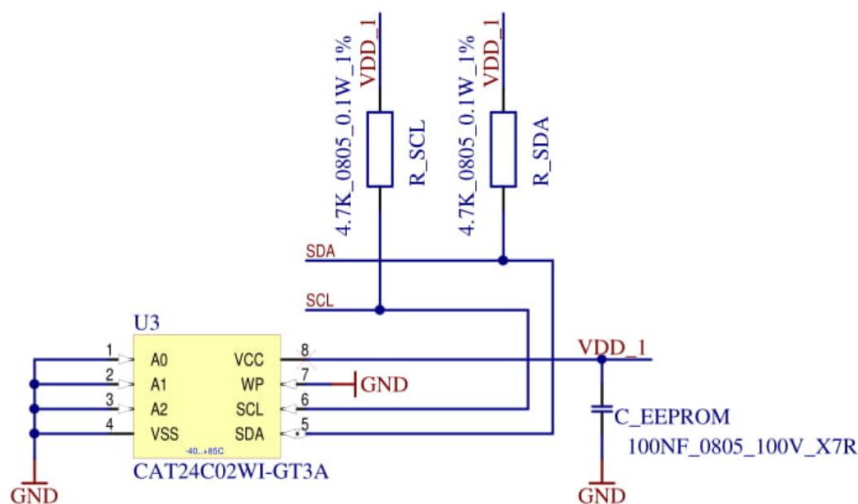 VDD_1
VDD_1
4.7K_0805_0.1W_1%
R_SCL
4.7K_0805_0.1W_1%
R_SDA
SDA
SCL
U3
1 A0 VCC 8
VDD_1
2 A1 WP 7 GND
3 A2 SCL 6
4 VSS SDA 5
-40..+85C
CAT24C02WI-GT3A
C_EEPROM
100NF_0805_100V_X7R
GND
GND